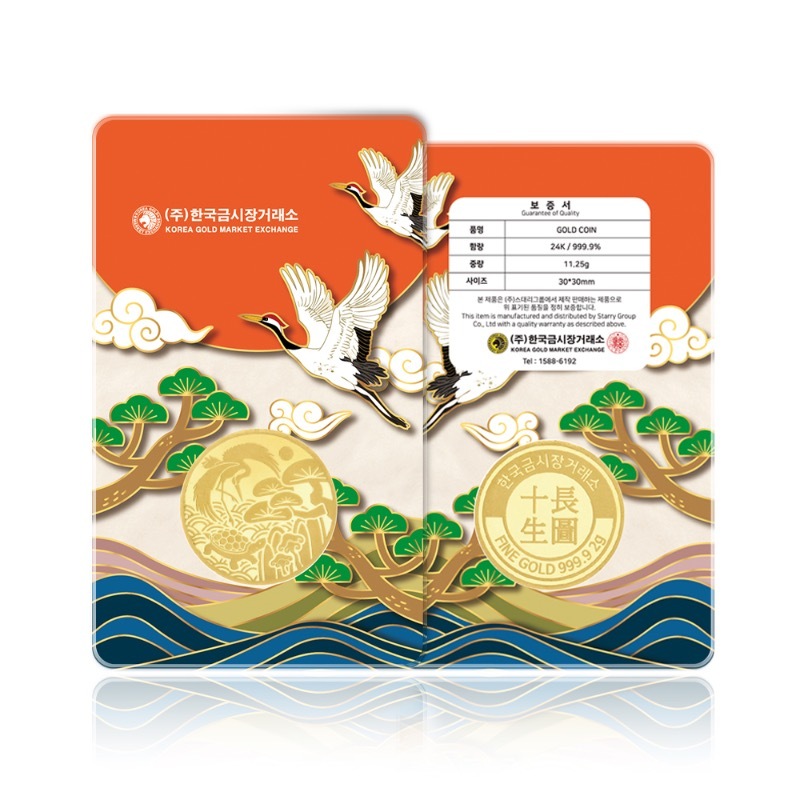 (주)한국금시장거래소
KOREA GOLD MARKET EXCHANGE
보 증 서
Guarantee of Quality
품명 GOLD COIN
함량 24K / 999.9%
중량 11.25g
사이즈 30*30mm
본 제품은 (주)스태리그룹에서 제작 판매하는 제품으로
위 표기된 품질을 정히 보증합니다.
This item is manufactured and distributed by Starry Group
Co., Ltd with a quality warranty as described above.
(주)한국금시장거래소
KOREA GOLD MARKET EXCHANGE
Tel : 1588-6192
한국금시장거래소
十長
生圖
FINE GOLD 999.9 2g